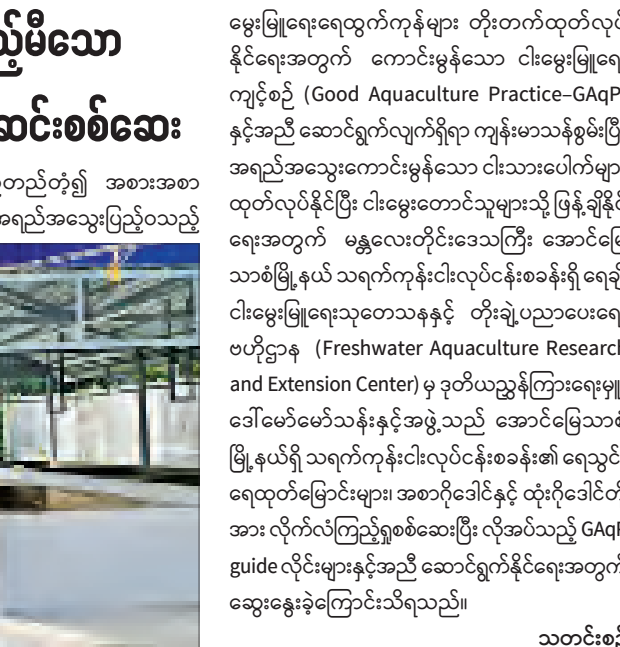 ည့်မီသော
ဆင်းစစ်ဆေး
တည်တံ့၍ အစားအစာ
အရည်အသွေးပြည့်ဝသည့်
မွေးမြူရေးရေထွက်ကုန်များ တိုးတက်ထုတ်လုပ်
နိုင်ရေးအတွက် ကောင်းမွန်သော ငါးမွေးမြူရေး
ကျင့်စဉ် (Good Aquaculture Practice–GAqP)
နှင့်အညီ ဆောင်ရွက်လျက်ရှိရာ ကျန်းမာသန်စွမ်းပြီး
အရည်အသွေးကောင်းမွန်သော ငါးသားပေါက်များ
ထုတ်လုပ်နိုင်ပြီး ငါးမွေးတောင်သူများသို့ ဖြန့်ချိနိုင်
ရေးအတွက် မန္တလေးတိုင်းဒေသကြီး အောင်မြေ
သာစံမြို့နယ် သရက်ကုန်းငါးလုပ်ငန်းစခန်းရှိ ရေချို
ငါးမွေးမြူရေးသုတေသနနှင့် တိုးချဲ့ပညာပေးရေး
ဗဟိုဌာန (Freshwater Aquaculture Research
and Extension Center) မှ ဒုတိယညွှန်ကြားရေးမှူး
ဒေါ်မော်မော်သန်းနှင့်အဖွဲ့သည် အောင်မြေသာစံ
မြို့နယ်ရှိ သရက်ကုန်းငါးလုပ်ငန်းစခန်း၏ ရေသွင်း
ရေထုတ်မြောင်းများ၊ အစာဂိုဒေါင်နှင့် ထုံးဂိုဒေါင်တို့
အား လိုက်လံကြည့်ရှုစစ်ဆေးပြီး လိုအပ်သည့် GAqP
guide လိုင်းများနှင့်အညီ ဆောင်ရွက်နိုင်ရေးအတွက်
ဆွေးနွေးခဲ့ကြောင်းသိရသည်။
သတင်းစဉ်